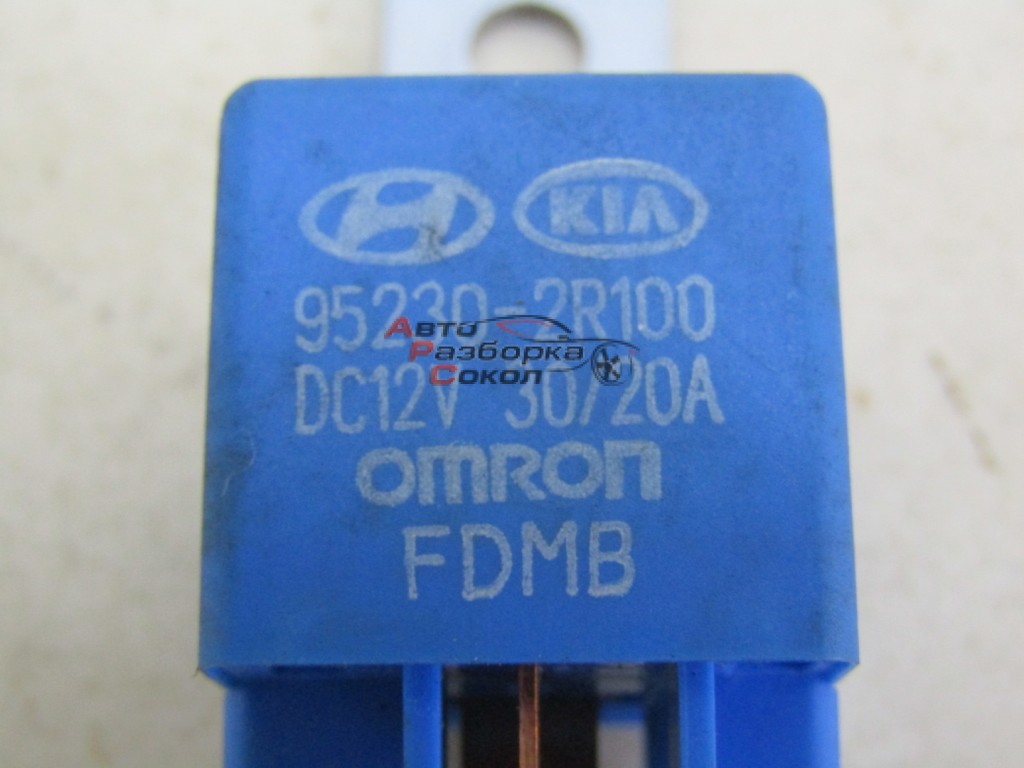 KIA
95230-2R100
Авто
Разборка
Сокол
DC12V 30/20A
omron
FDMB